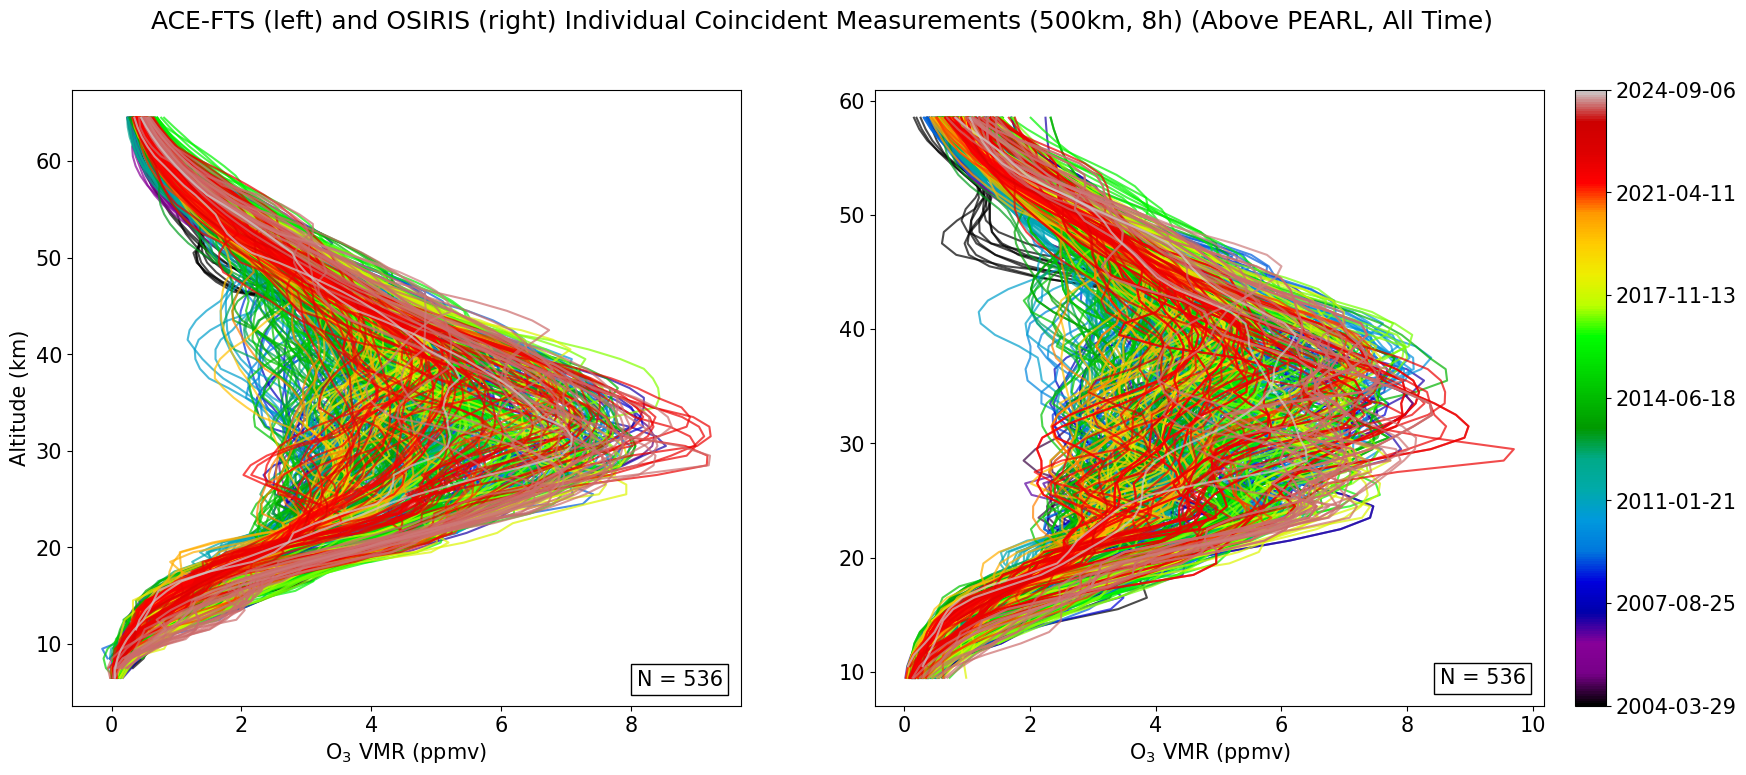 ACE-FTS (left) and OSIRIS (right) Individual Coincident Measurements (500km, 8h) (Above PEARL, All Time)
Altitude (km)
60
50
40
30
20
10
0 2 4 6 8
O₃ VMR (ppmv)
N = 536
60
50
40
30
20
10
0 2 4 6 8 10
O₃ VMR (ppmv)
N = 536
2024-09-06
2021-04-11
2017-11-13
2014-06-18
2011-01-21
2007-08-25
2004-03-29